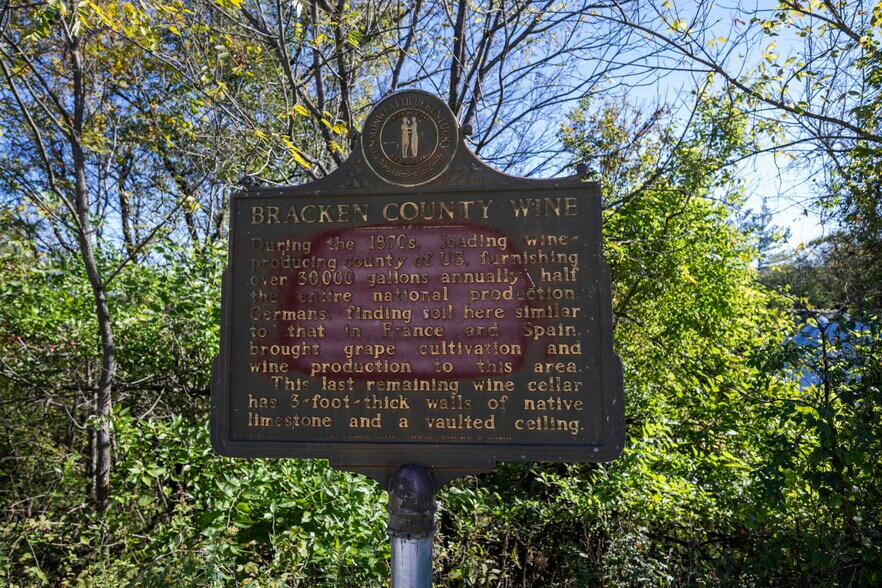 COMMONWEALTH OF KENTUCKY
BRACKEN COUNTY WINE
During the 1870s, leading wine-
producing county of U.S., furnishing
over 30,000 gallons annually; half
the entire national production.
Germans, finding soil here similar
to that in France and Spain,
brought grape cultivation and
wine production to this area.
This last remaining wine cellar
has 3-foot-thick walls of native
limestone and a vaulted ceiling.